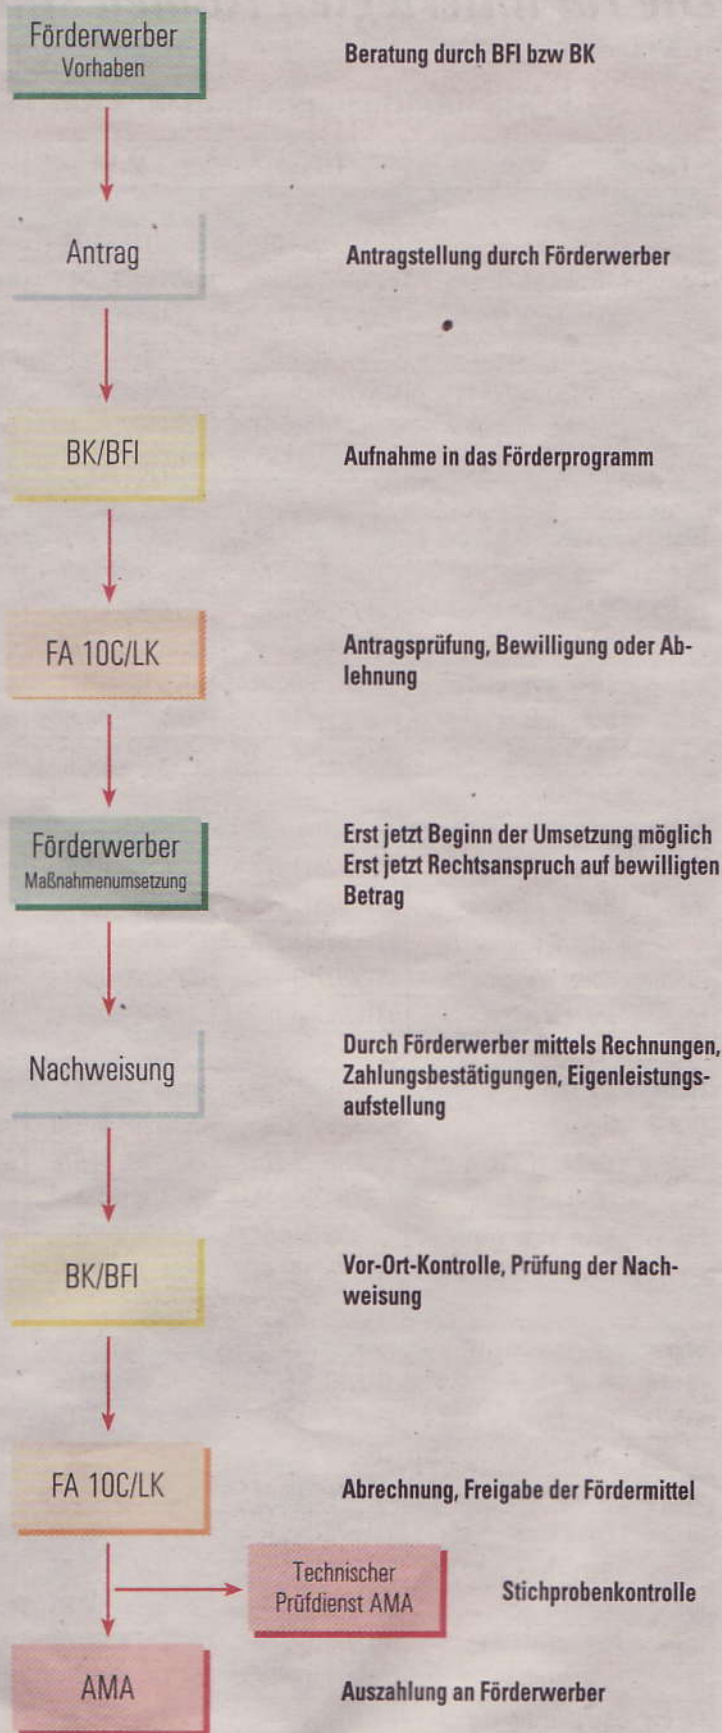 Förderwerber
Vorhaben
Beratung durch BFI bzw BK
Antrag
Antragstellung durch Förderwerber
BK/BFI
Aufnahme in das Förderprogramm
FA 10C/LK
Antragsprüfung, Bewilligung oder Ab-
lehnung
Förderwerber
Maßnahmenumsetzung
Erst jetzt Beginn der Umsetzung möglich
Erst jetzt Rechtsanspruch auf bewilligten
Betrag
Nachweisung
Durch Förderwerber mittels Rechnungen,
Zahlungsbestätigungen, Eigenleistungs-
aufstellung
BK/BFI
Vor-Ort-Kontrolle, Prüfung der Nach-
weisung
FA 10C/LK
Abrechnung, Freigabe der Fördermittel
Technischer
Prüfdienst AMA
Stichprobenkontrolle
AMA
Auszahlung an Förderwerber